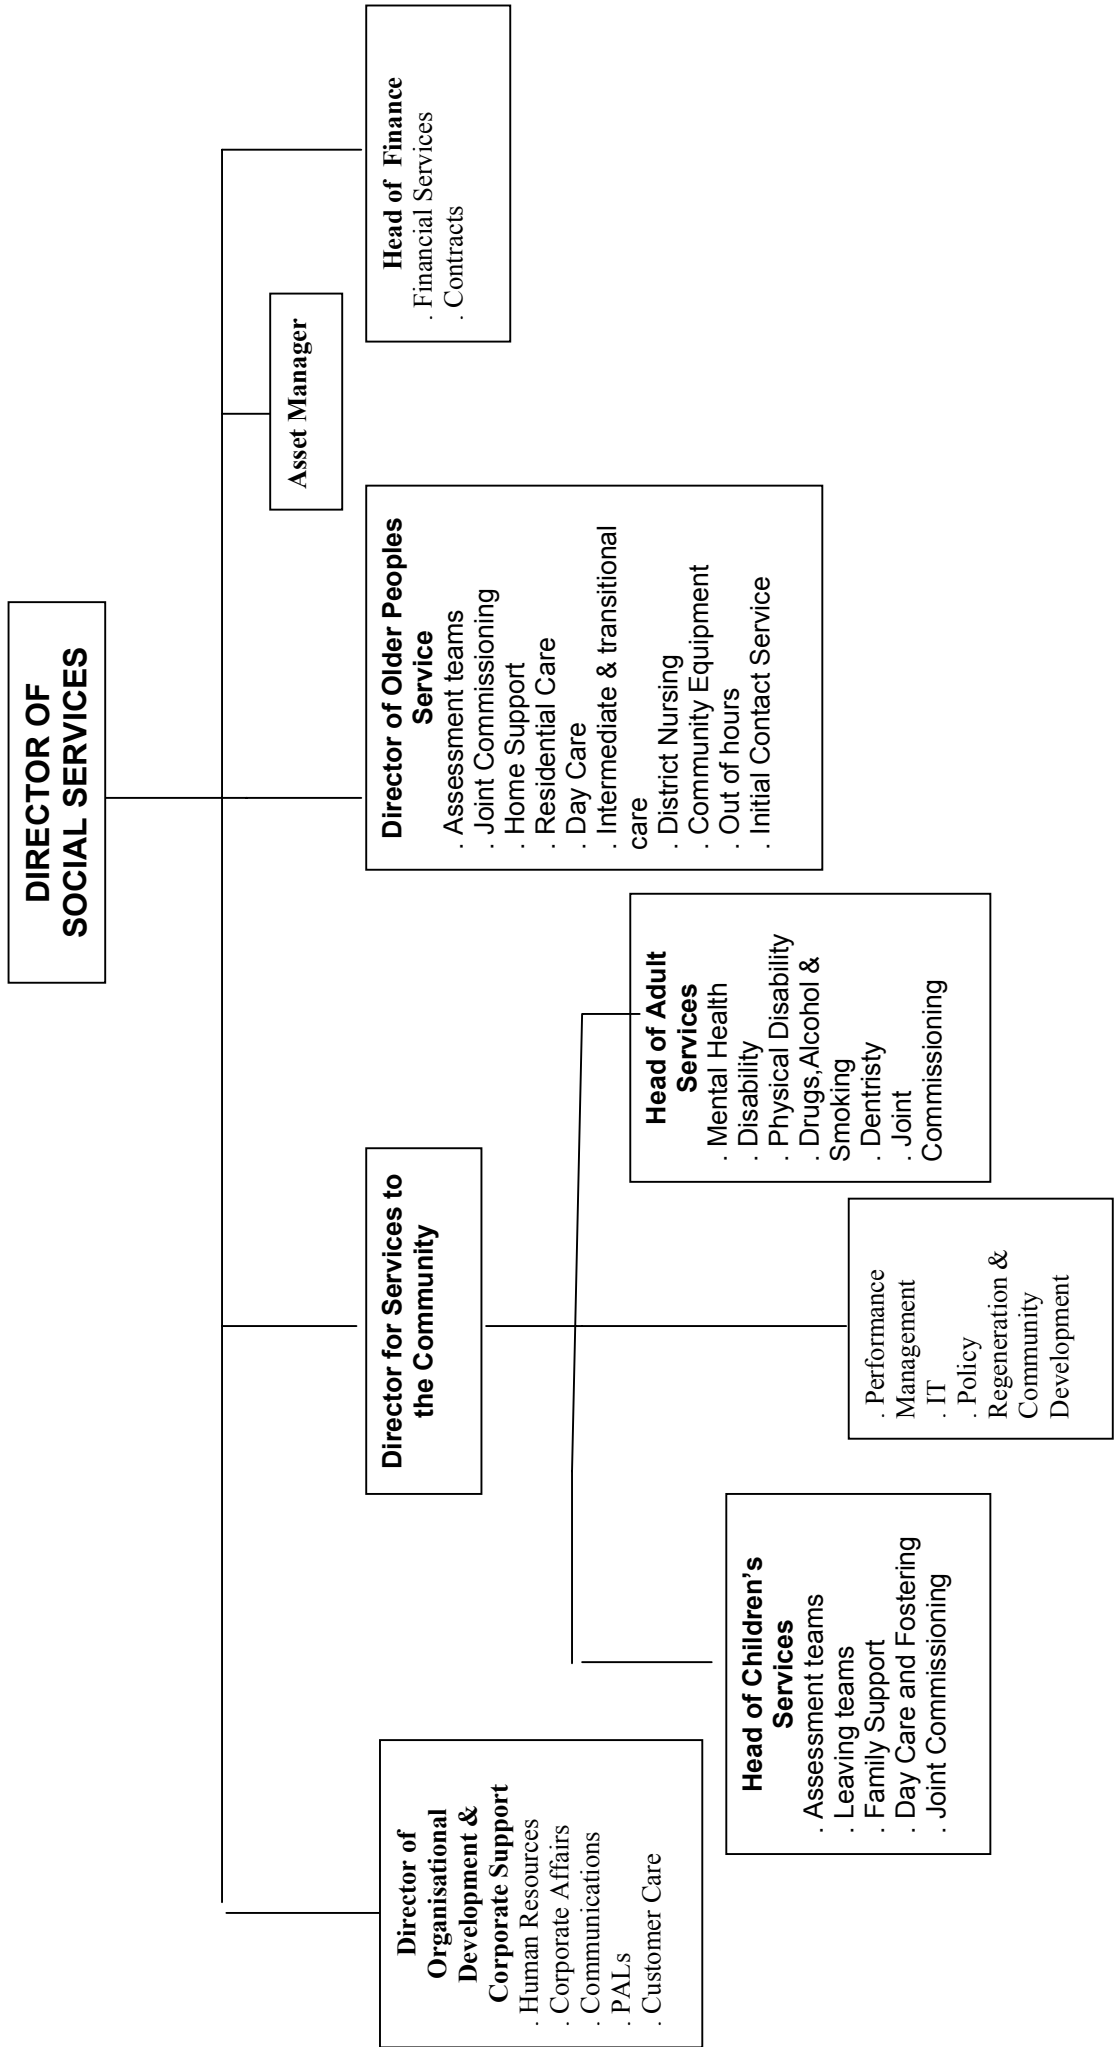 DIRECTOR OF
SOCIAL SERVICES
Director of
Organisational
Development &
Corporate Support
. Human Resources
. Corporate Affairs
. Communications
. PALs
. Customer Care
Director for Services to
the Community
Director of Older Peoples
Service
. Assessment teams
. Joint Commissioning
. Home Support
. Residential Care
. Day Care
. Intermediate & transitional
care
. District Nursing
. Community Equipment
. Out of hours
. Initial Contact Service
Asset Manager
Head of Finance
. Financial Services
. Contracts
Head of Children's
Services
. Assessment teams
. Leaving teams
. Family Support
. Day Care and Fostering
. Joint Commissioning
. Performance
Management
. IT
. Policy
Regeneration &
Community
Development
Head of Adult
Services
. Mental Health
. Disability
. Physical Disability
. Drugs,Alcohol &
Smoking
. Dentristy
. Joint
Commissioning